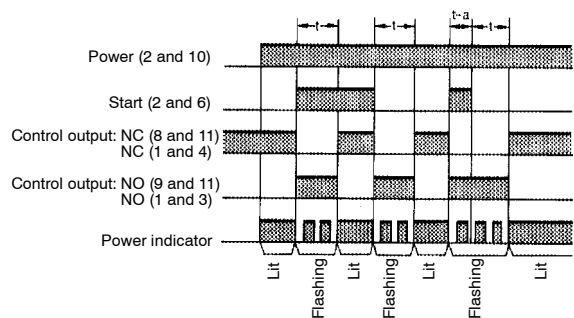 t
t
t-a
t
Power (2 and 10)
Start (2 and 6)
Control output: NC (8 and 11)
NC (1 and 4)
Control output: NO (9 and 11)
NO (1 and 3)
Power indicator
Lit
Flashing
Lit
Flashing
Lit
Flashing
Lit